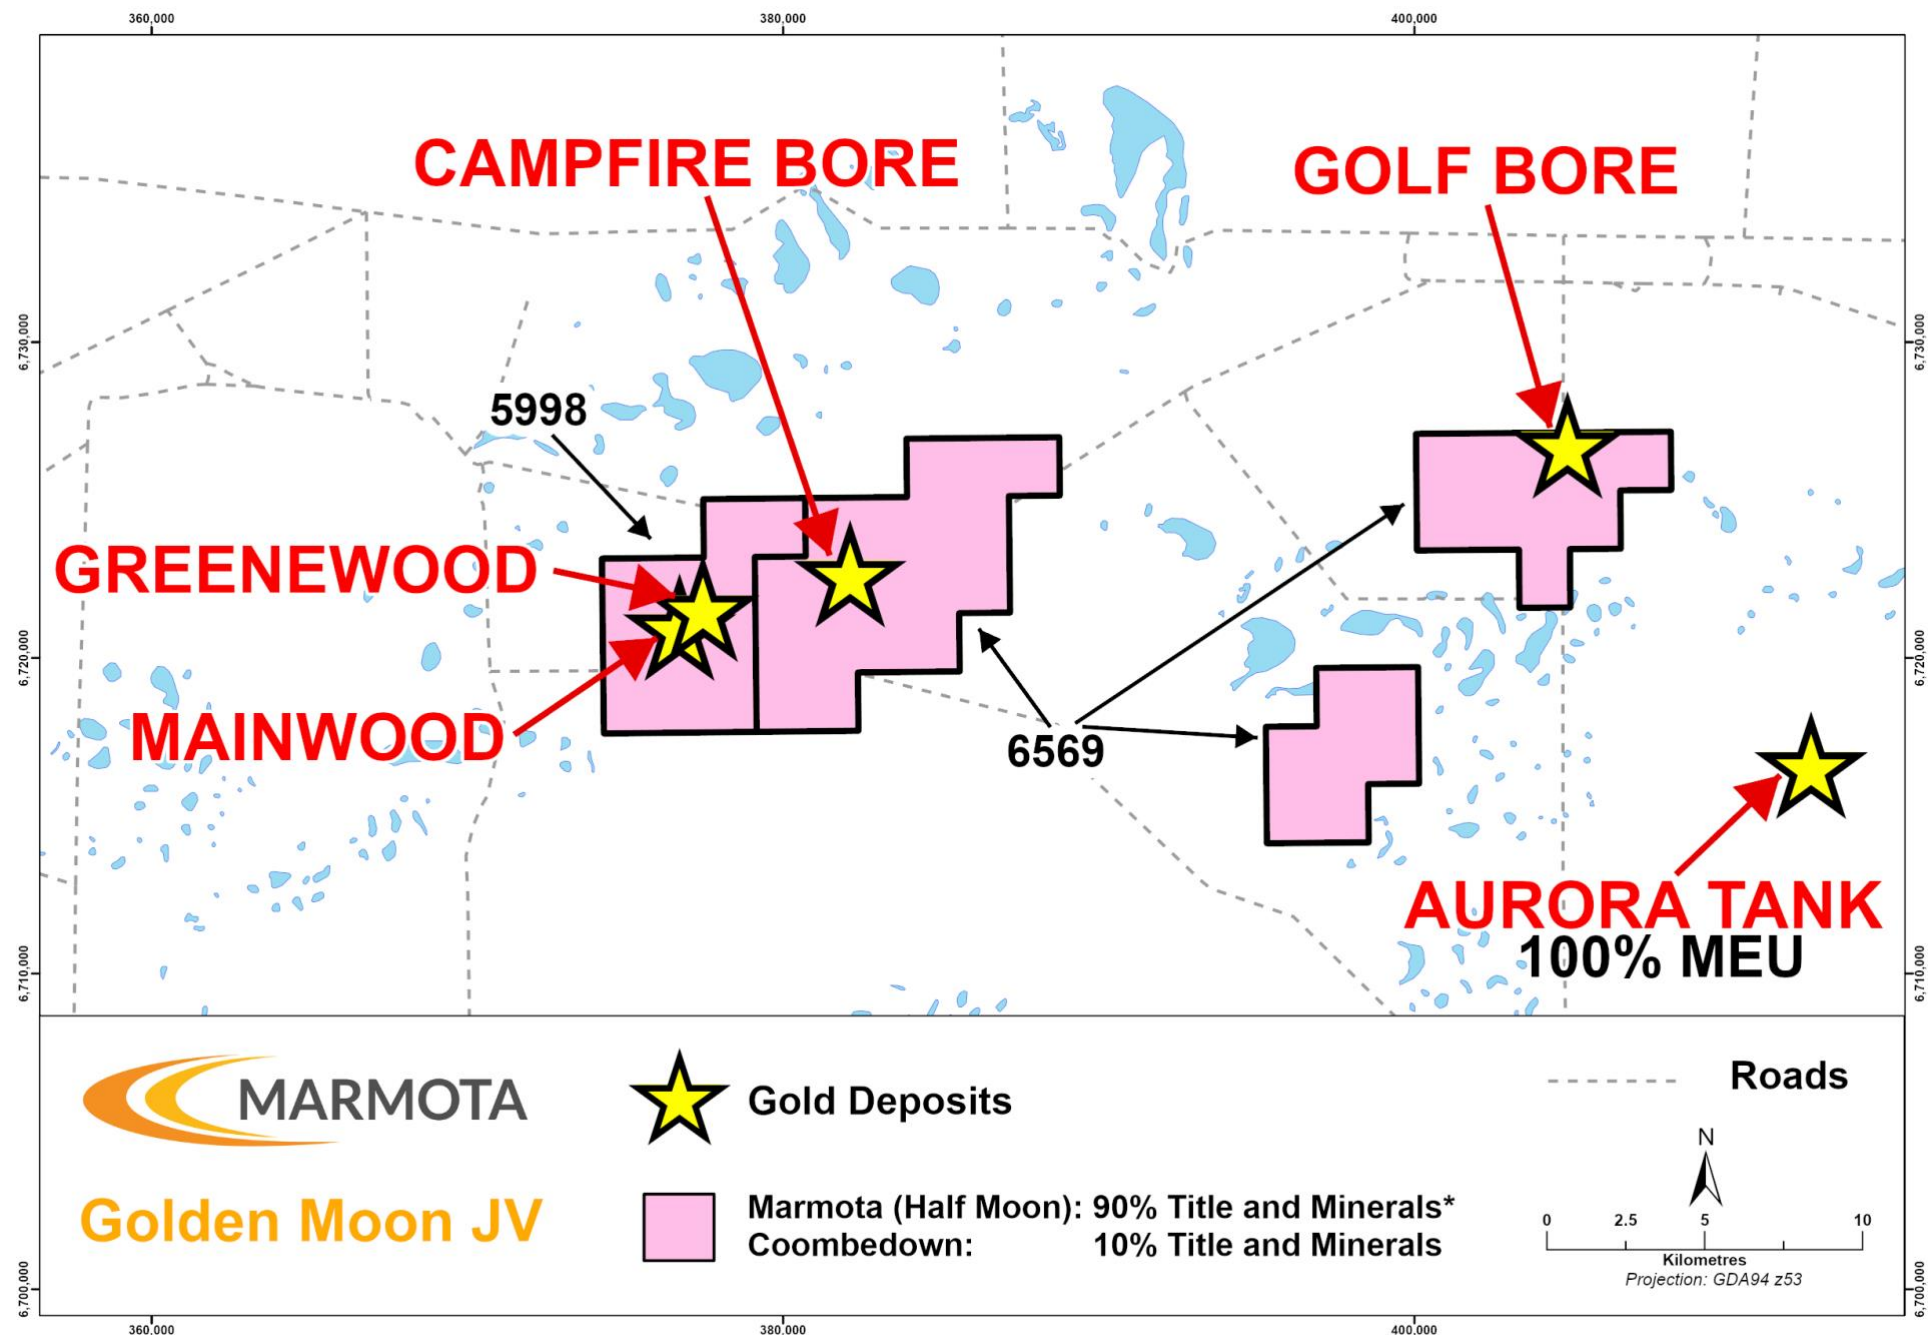 360,000
380,000
400,000
CAMPFIRE BORE
GOLF BORE
6,730,000
6,730,000
5998
GREENEWOOD
6,720,000
6,720,000
MAINWOOD
6569
AURORA TANK
100% MEU
6,710,000
6,710,000
MARMOTA
Gold Deposits
Roads
N
Golden Moon JV
Marmota (Half Moon): 90% Title and Minerals*
Coombedown: 10% Title and Minerals
0 2.5 5 10
Kilometres
Projection: GDA94 z53
6,700,000
6,700,000
360,000
380,000
400,000